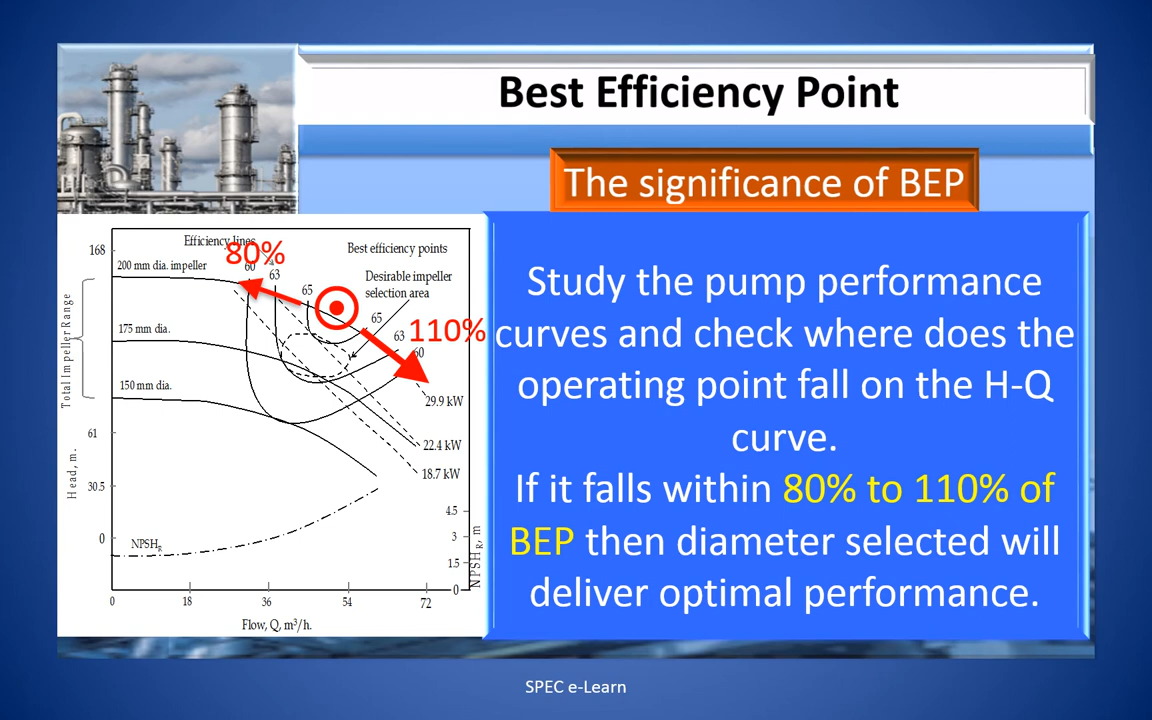 Best Efficiency Point
The significance of BEP
Efficiency lines
80%
Best efficiency points
168
200 mm dia. impeller
60
63
65
Desirable impeller
selection area
65
63
60
110%
Total Impeller Range
175 mm dia.
150 mm dia.
29.9 kW
22.4 kW
18.7 kW
Head, m.
61
30.5
0
NPSHR
4.5
3
1.5
0
NPSHR, m
0
18
36
54
72
Flow, Q, m³/h.
Study the pump performance
curves and check where does the
operating point fall on the H-Q
curve.
If it falls within 80% to 110% of
BEP then diameter selected will
deliver optimal performance.
SPEC e-Learn